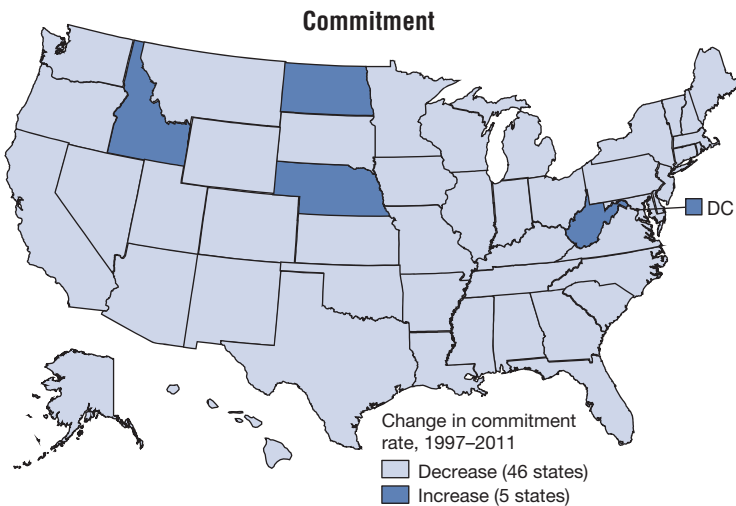 Commitment
DC
Change in commitment
rate, 1997–2011
Decrease (46 states)
Increase (5 states)